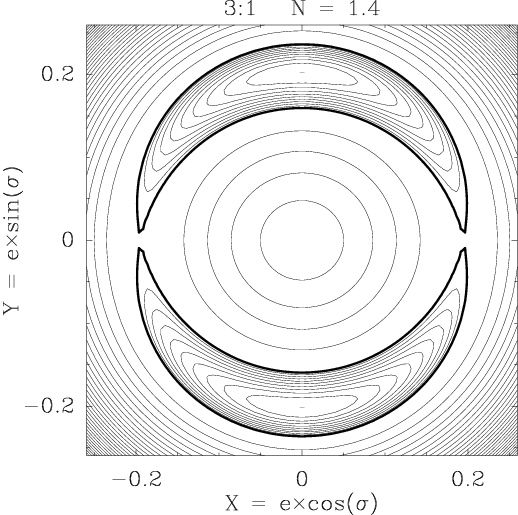 3:1 N = 1.4
0.2
0
−0.2
Y = e×sin(σ)
−0.2 0 0.2
X = e×cos(σ)